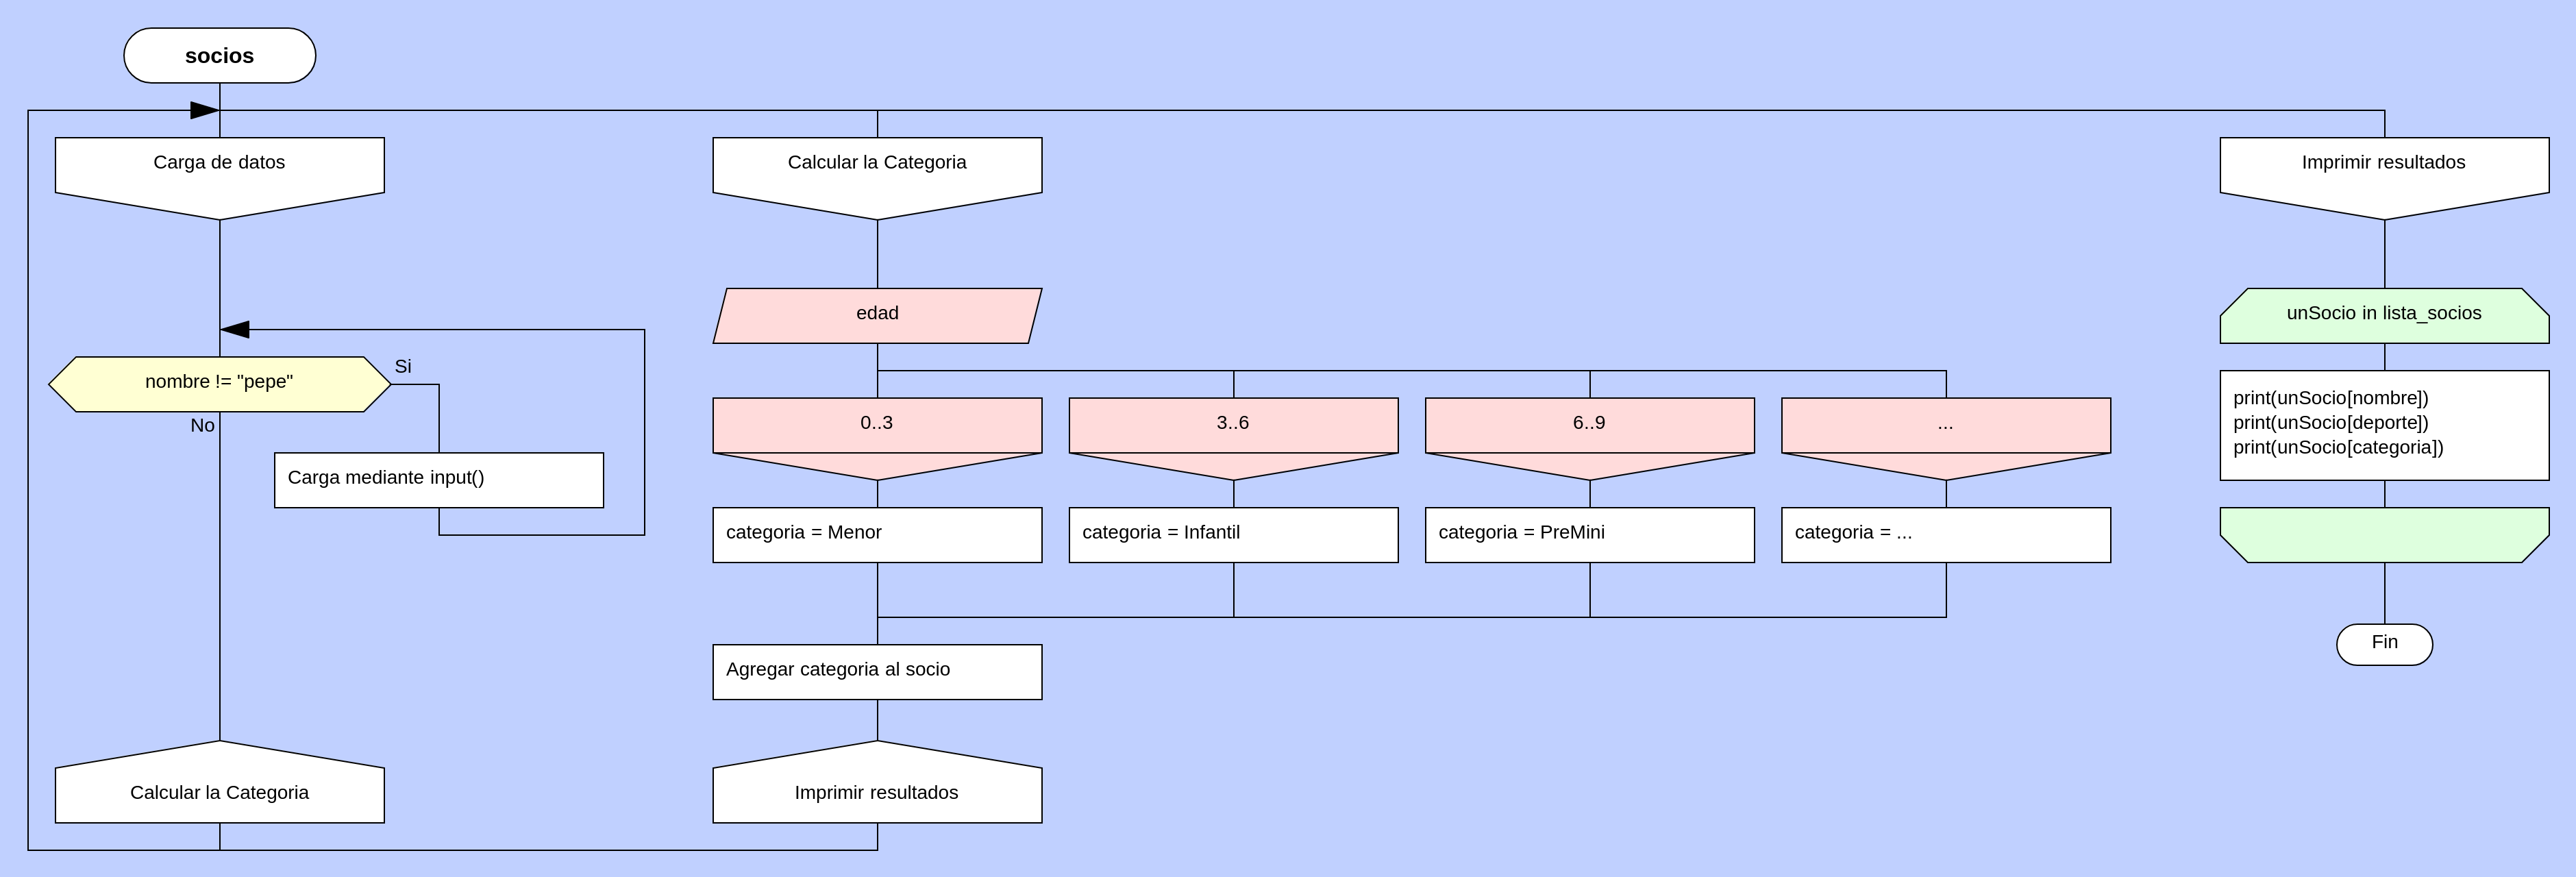 socios
Carga de datos
Calcular la Categoria
Imprimir resultados
edad
unSocio in lista_socios
nombre != "pepe"
Si
No
Carga mediante input()
0..3
3..6
6..9
...
categoria = Menor
categoria = Infantil
categoria = PreMini
categoria = ...
print(unSocio[nombre])
print(unSocio[deporte])
print(unSocio[categoria])
Agregar categoria al socio
Fin
Calcular la Categoria
Imprimir resultados